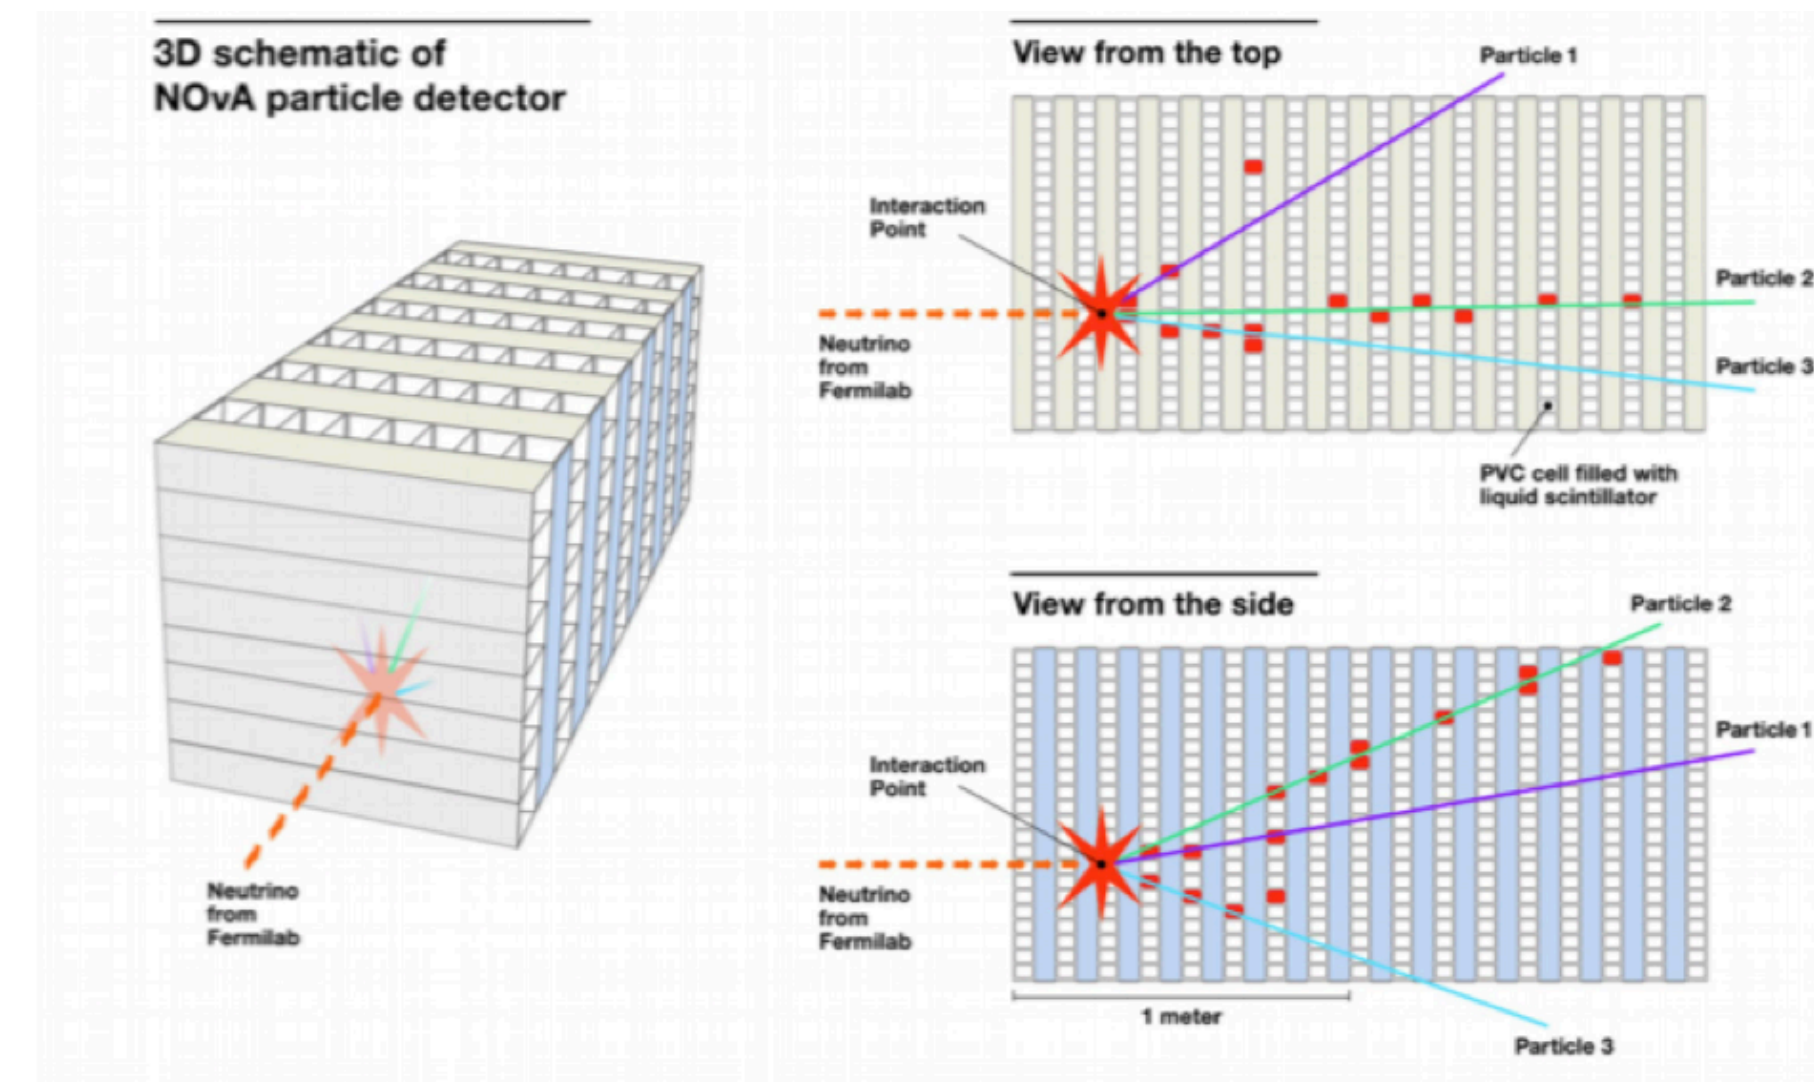 3D schematic of
NOvA particle detector
Neutrino
from
Fermilab
View from the top
Particle 1
Interaction
Point
Particle 2
Neutrino
from
Fermilab
Particle 3
PVC cell filled with
liquid scintillator
View from the side
Particle 2
Particle 1
Interaction
Point
Neutrino
from
Fermilab
1 meter
Particle 3